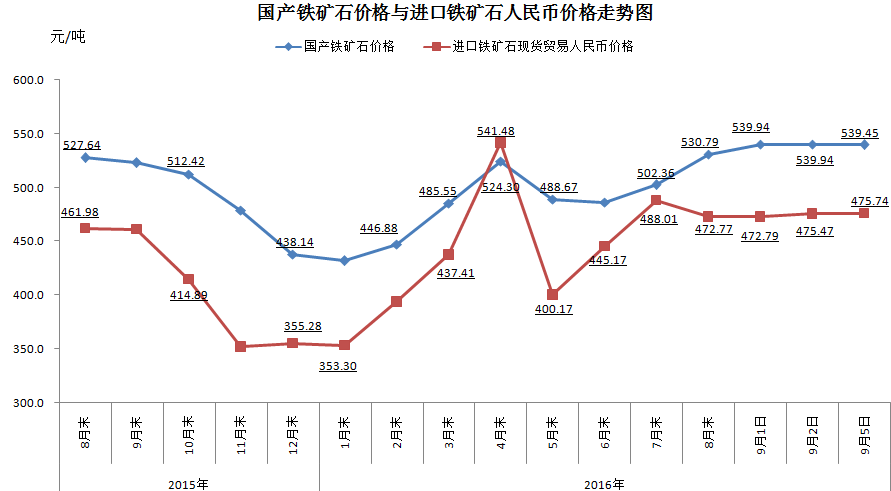 国产铁矿石价格与进口铁矿石人民币价格走势图
元/吨
国产铁矿石价格
进口铁矿石现货贸易人民币价格
600.0
550.0
500.0
450.0
400.0
350.0
300.0
527.64
512.42
438.14
446.88
485.55
524.30
488.67
502.36
530.79
539.94
539.94
539.45
461.98
414.89
355.28
353.30
437.41
541.48
400.17
445.17
488.01
472.77
472.79
475.47
475.74
8月末
9月末
10月末
11月末
12月末
1月末
2月末
3月末
4月末
5月末
6月末
7月末
8月末
9月1日
9月2日
9月5日
2015年
2016年